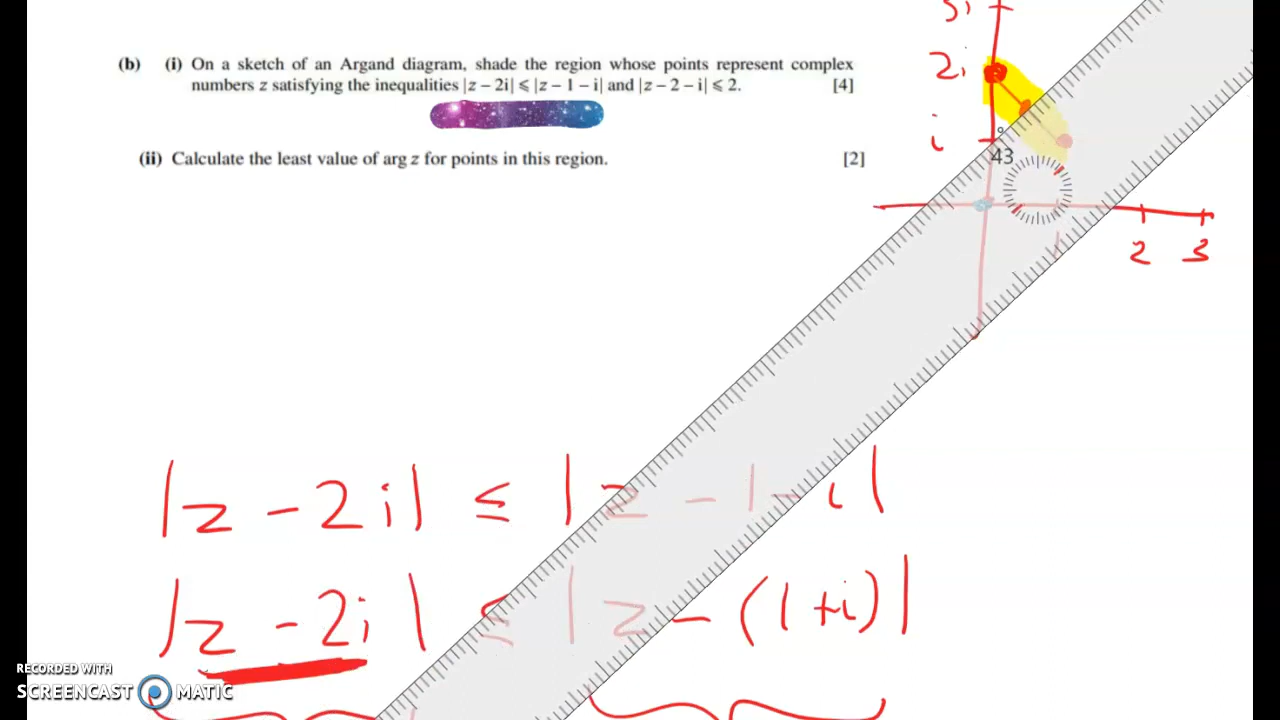 (b) (i) On a sketch of an Argand diagram, shade the region whose points represent complex
numbers z satisfying the inequalities |z − 2i| ⩽ |z − 1 − i| and |z − 2 − i| ⩽ 2. [4]
(ii) Calculate the least value of arg z for points in this region. [2]
3i
2i
i
43°
2 3
|z − 2i| ≤ |z − 1 − i|
|z − 2i| ≤ |z − (1+i)|
RECORDED WITH
SCREENCAST MATIC